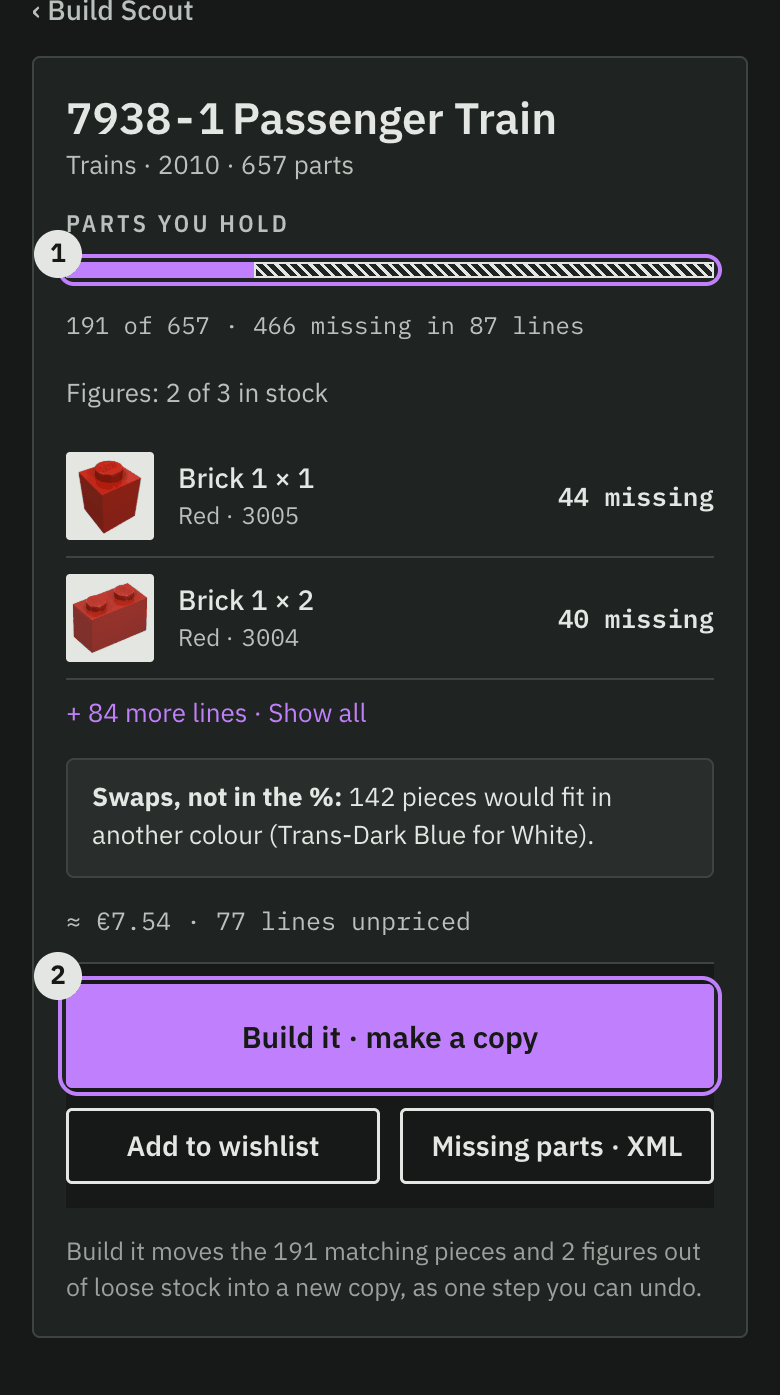 ‹ Build Scout
7938-1 Passenger Train
Trains · 2010 · 657 parts
PARTS YOU HOLD
1
191 of 657 · 466 missing in 87 lines
Figures: 2 of 3 in stock
Brick 1 × 1
Red · 3005
44 missing
Brick 1 × 2
Red · 3004
40 missing
+ 84 more lines · Show all
Swaps, not in the %: 142 pieces would fit in
another colour (Trans-Dark Blue for White).
≈ €7.54 · 77 lines unpriced
2
Build it · make a copy
Add to wishlist
Missing parts · XML
Build it moves the 191 matching pieces and 2 figures out
of loose stock into a new copy, as one step you can undo.